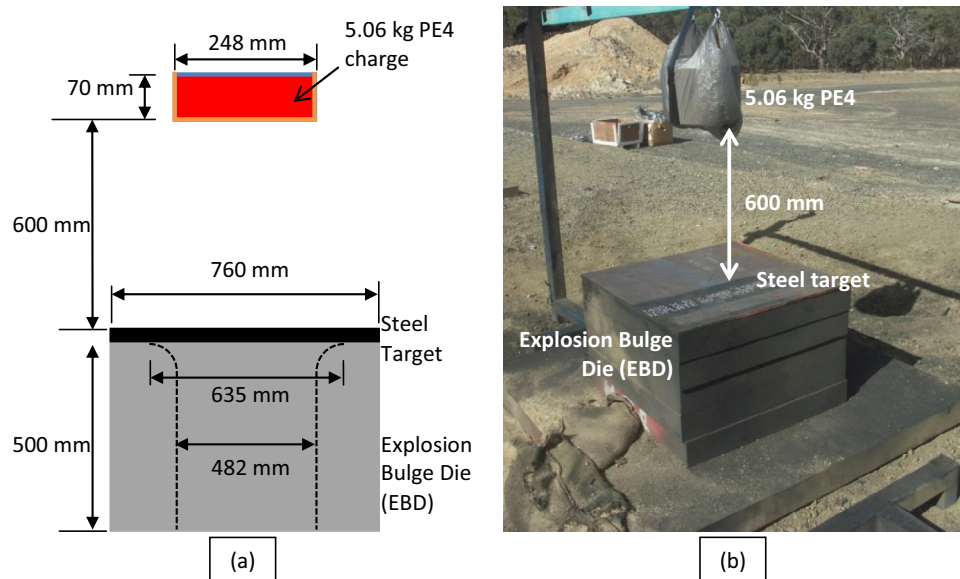 248 mm
5.06 kg PE4
charge
70 mm
600 mm
760 mm
Steel
Target
635 mm
500 mm
482 mm
Explosion
Bulge Die
(EBD)
(a)
5.06 kg PE4
600 mm
Steel target
Explosion Bulge
Die (EBD)
(b)